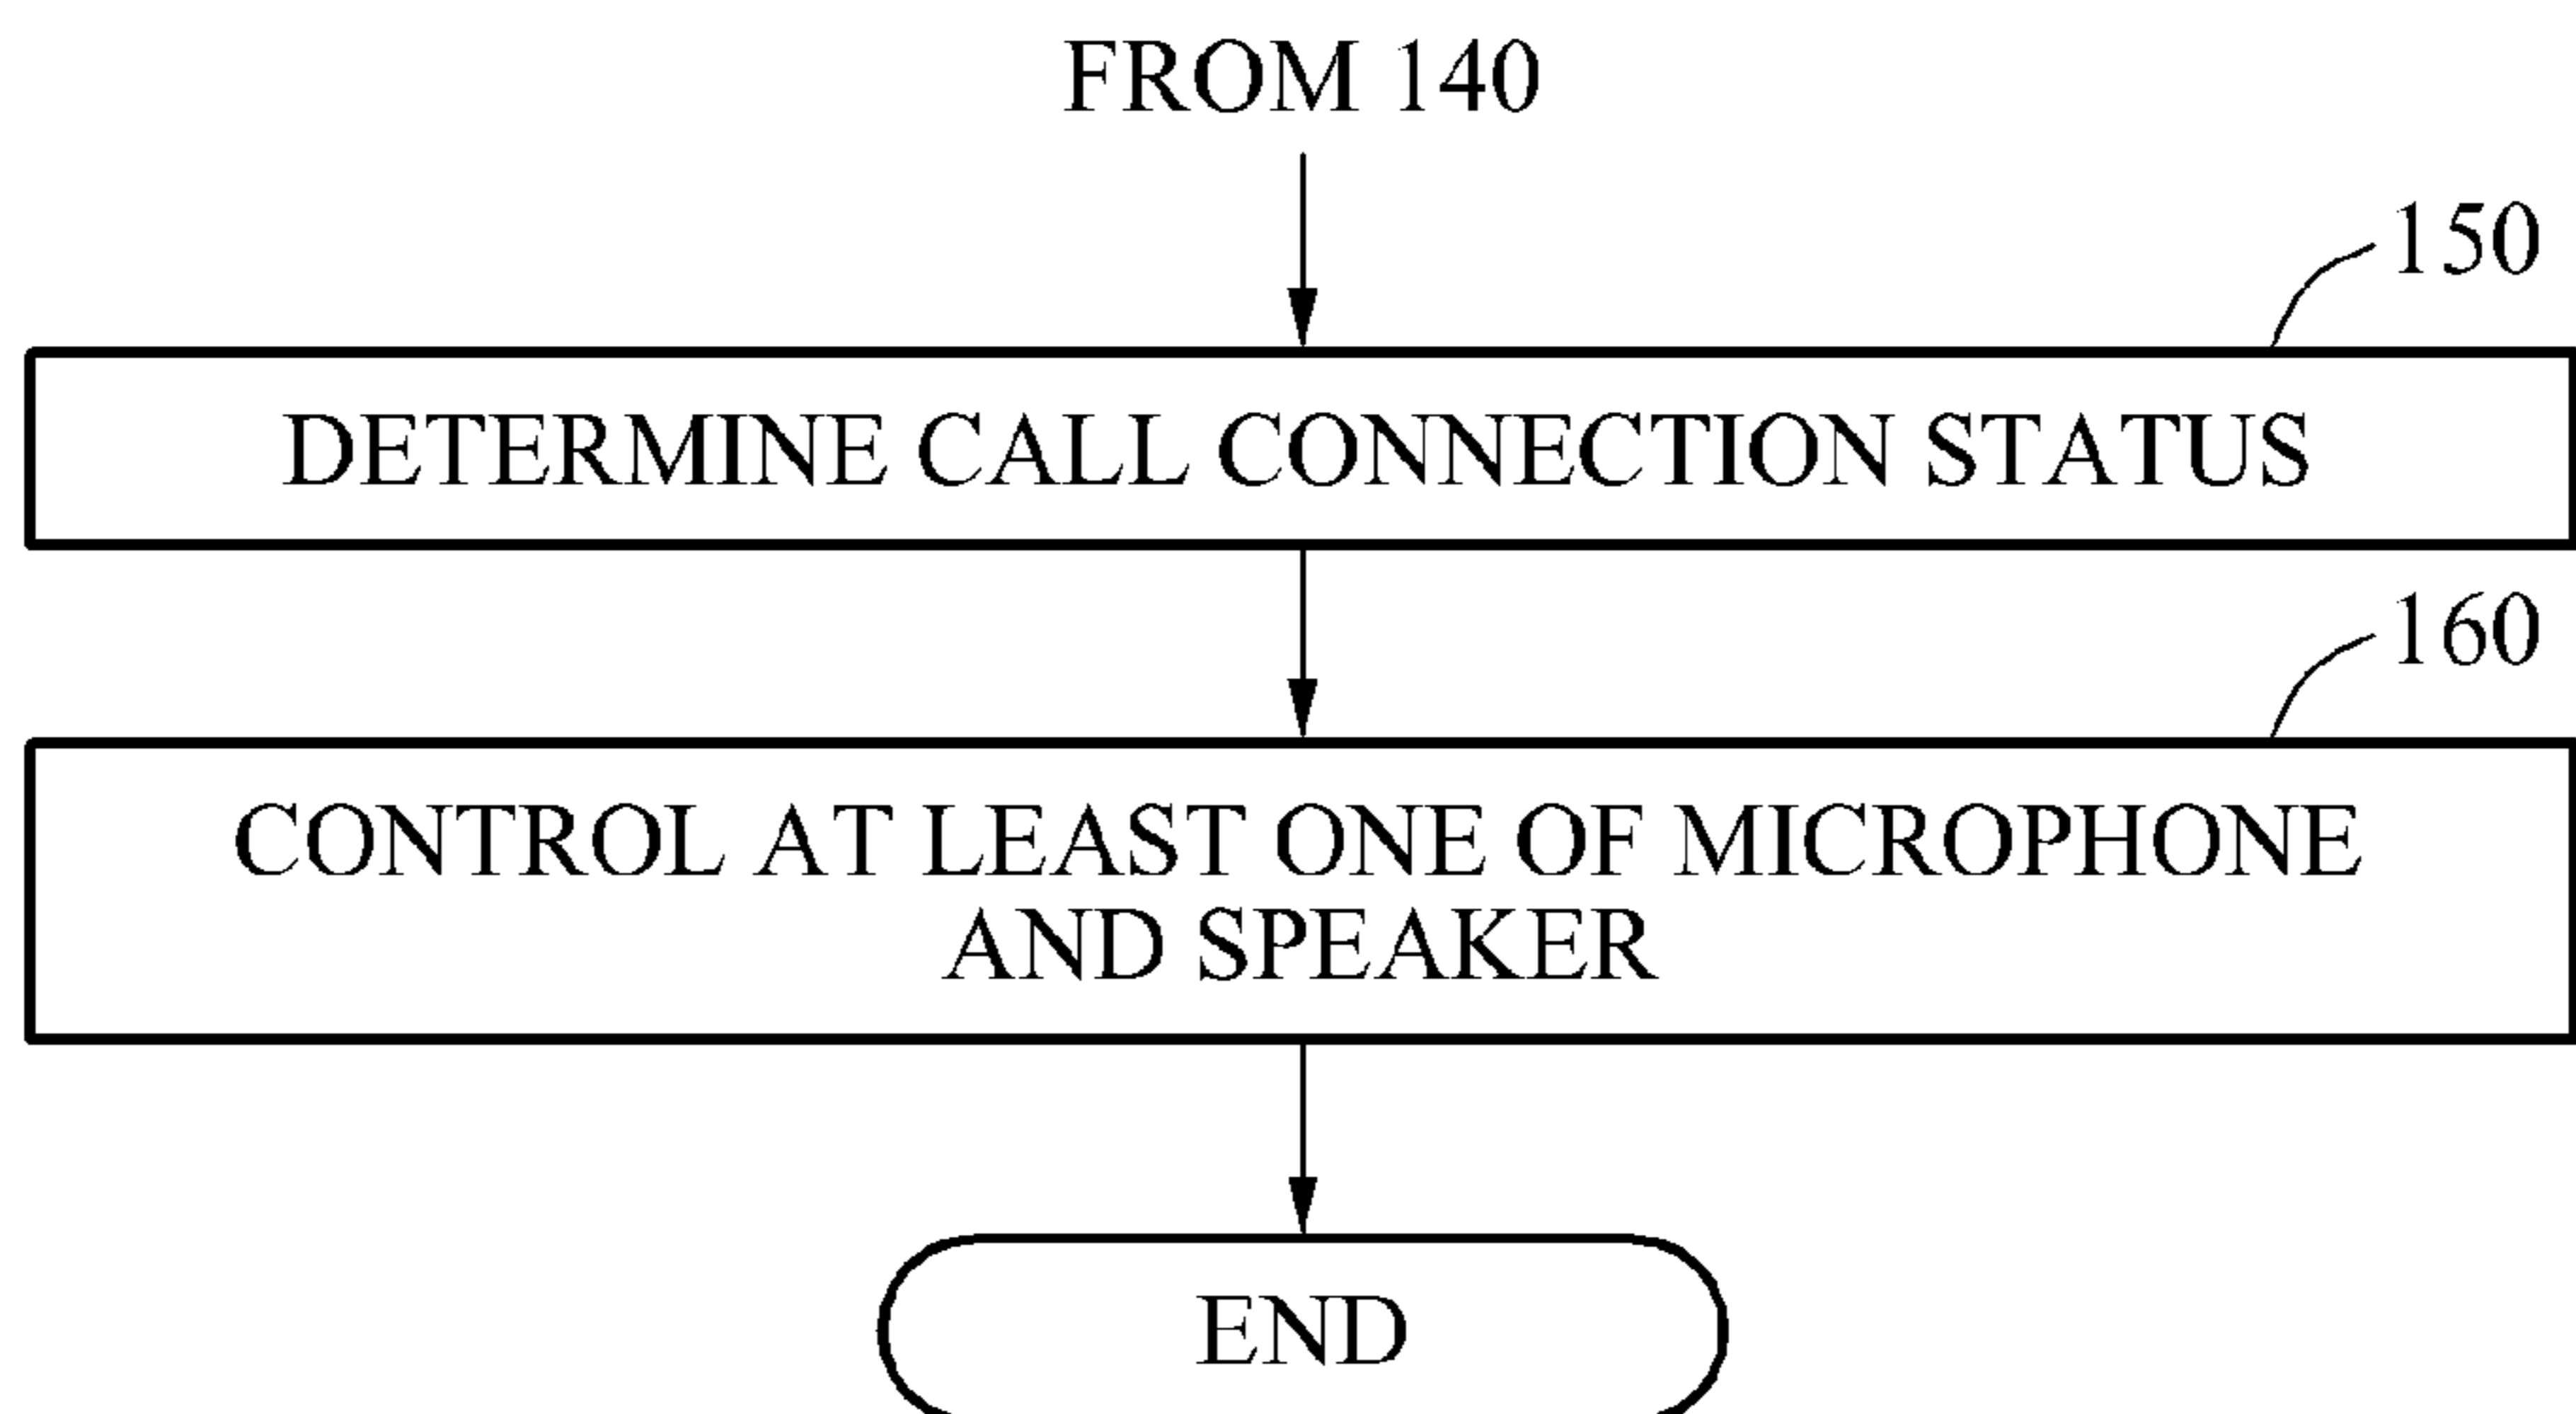 FROM 140
150
DETERMINE CALL CONNECTION STATUS
160
CONTROL AT LEAST ONE OF MICROPHONE
AND SPEAKER
END